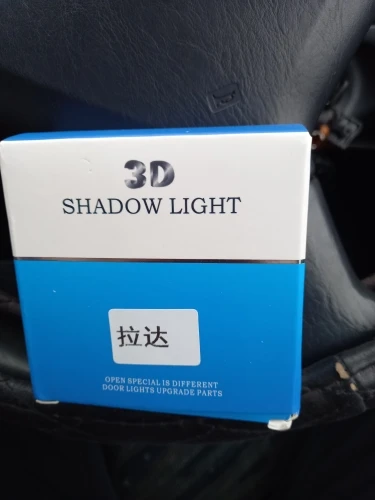 3D
SHADOW LIGHT
拉达
OPEN SPECIAL IS DIFFERENT
DOOR LIGHTS UPGRADE PARTS